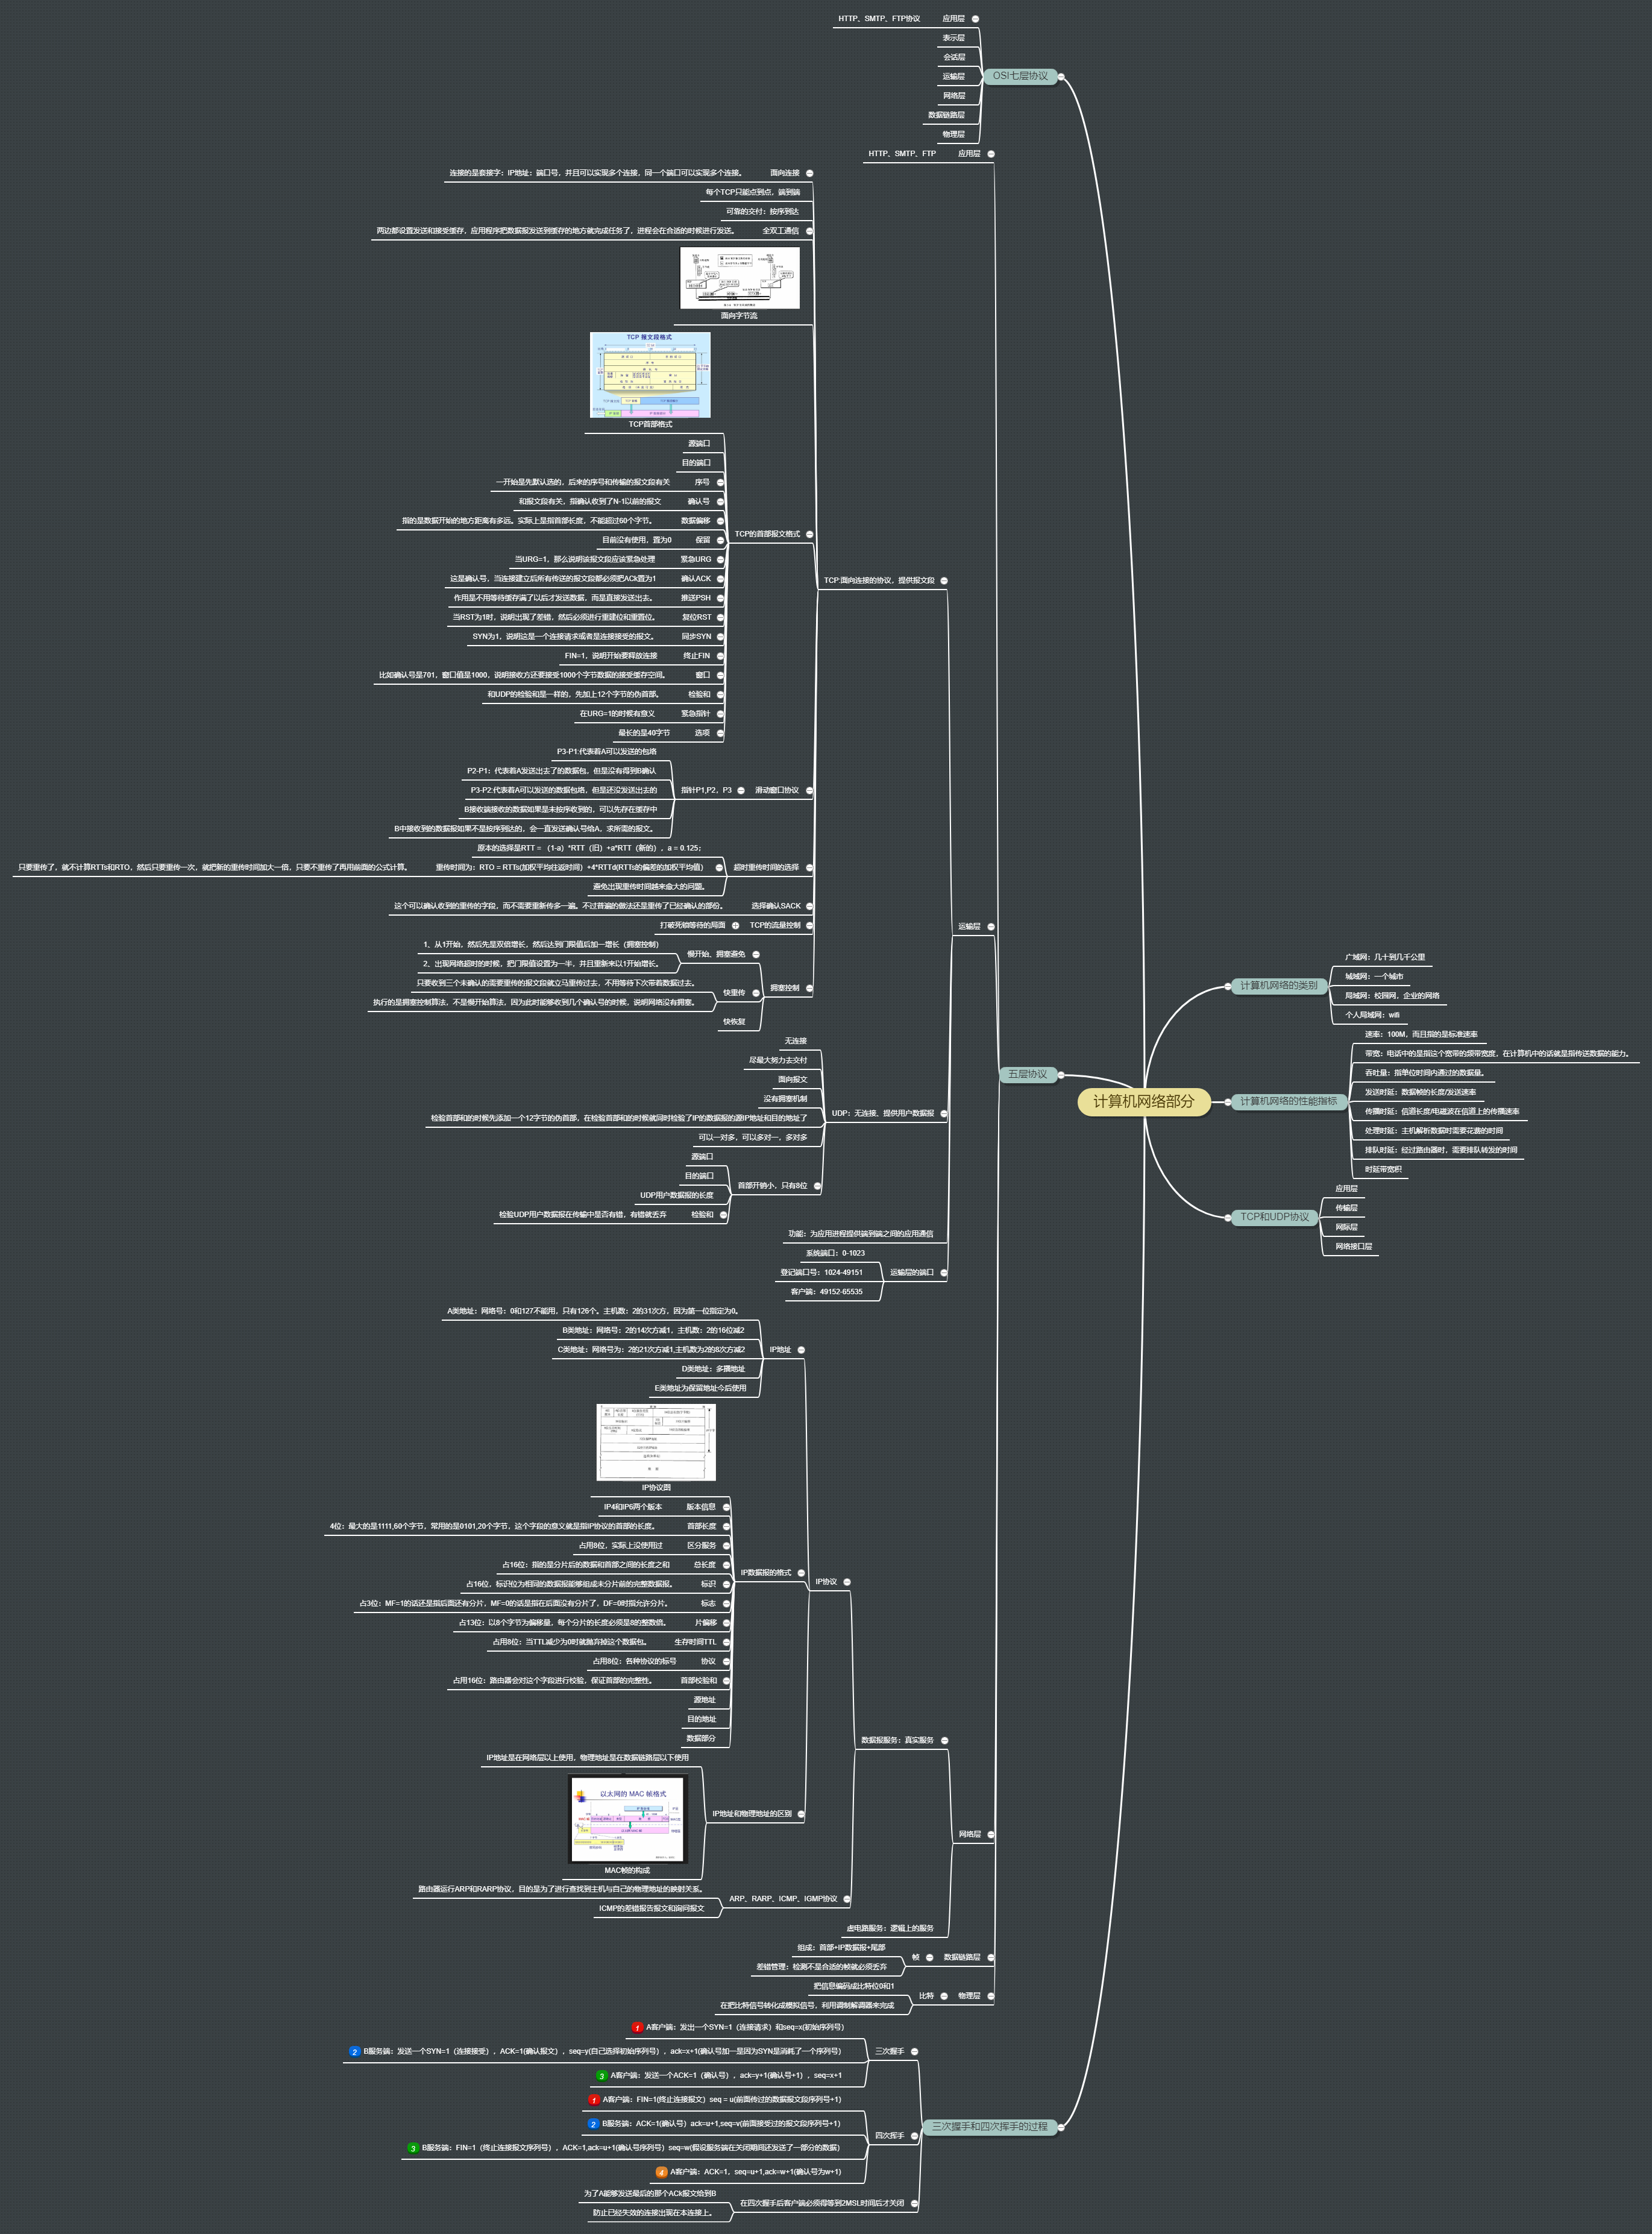 计算机网络部分
OSI七层协议
应用层
HTTP、SMTP、FTP协议
表示层
会话层
运输层
网络层
数据链路层
物理层
五层协议
应用层
HTTP、SMTP、FTP
运输层
TCP:面向连接的协议，提供报文段
面向连接
连接的是套接字：IP地址：端口号，并且可以实现多个连接，同一个端口可以实现多个连接。
每个TCP只能点到点，端到端
可靠的交付：按序到达
全双工通信
两边都设置发送和接受缓存，应用程序把数据报发送到缓存的地方就完成任务了，进程会在合适的时候进行发送。
面向字节流
TCP的首部报文格式
TCP 报文段格式
TCP首部格式
源端口
目的端口
序号
一开始是先默认选的，后来的序号和传输的报文段有关
确认号
和报文段有关，指确认收到了N-1以前的报文
数据偏移
指的是数据开始的地方距离有多远。实际上是指首部长度，不能超过60个字节。
保留
目前没有使用，置为0
紧急URG
当URG=1，那么说明该报文段应该紧急处理
确认ACK
这是确认号，当连接建立后所有传送的报文段都必须把ACk置为1
推送PSH
作用是不用等待缓存满了以后才发送数据，而是直接发送出去。
复位RST
当RST为1时，说明出现了差错，然后必须进行重建位和重置位。
同步SYN
SYN为1，说明这是一个连接请求或者是连接接受的报文。
终止FIN
FIN=1，说明开始要释放连接
窗口
比如确认号是701，窗口值是1000，说明接收方还要接受1000个字节数据的接受缓存空间。
检验和
和UDP的检验和是一样的，先加上12个字节的伪首部。
紧急指针
在URG=1的时候有意义
选项
最长的是40字节
滑动窗口协议
指针P1,P2，P3
P3-P1:代表着A可以发送的包垎
P2-P1：代表着A发送出去了的数据包，但是没有得到B确认
P3-P2:代表着A可以发送的数据包垎，但是还没发送出去的
B接收端接收的数据如果是未按序收到的，可以先存在缓存中
B中接收到的数据报如果不是按序到达的，会一直发送确认号给A，求所需的报文。
超时重传时间的选择
原本的选择是RTT = （1-a）*RTT（旧）+a*RTT（新的），a = 0.125；
重传时间为：RTO = RTTs(加权平均往返时间）+4*RTTd(RTTs的偏差的加权平均值）
只要重传了，就不计算RTTs和RTO，然后只要重传一次，就把新的重传时间加大一倍，只要不重传了再用前面的公式计算。
避免出现重传时间越来愈大的问题。
选择确认SACK
这个可以确认收到的重传的字段，而不需要重新传多一遍。不过普遍的做法还是重传了已经确认的部份。
TCP的流量控制
打破死锁等待的局面
拥塞控制
慢开始、拥塞避免
1、从1开始，然后先是双倍增长，然后达到门限值后加一增长（拥塞控制）
2、出现网络超时的时候，把门限值设置为一半，并且重新来以1开始增长。
快重传
只要收到三个未确认的需要重传的报文段就立马重传过去，不用等待下次带着数据过去。
执行的是拥塞控制算法，不是慢开始算法，因为此时能够收到几个确认号的时候，说明网络没有拥塞。
快恢复
UDP：无连接、提供用户数据报
无连接
尽最大努力去交付
面向报文
没有拥塞机制
检验首部和的时候先添加一个12字节的伪首部，在检验首部和的时候就同时检验了IP的数据报的源IP地址和目的地址了
可以一对多，可以多对一，多对多
首部开销小，只有8位
源端口
目的端口
UDP用户数据报的长度
检验和
检验UDP用户数据报在传输中是否有错，有错就丢弃
功能：为应用进程提供端到端之间的应用通信
运输层的端口
系统端口：0-1023
登记端口号：1024-49151
客户端：49152-65535
网络层
数据报服务：真实服务
IP协议
IP地址
A类地址：网络号：0和127不能用，只有126个。主机数：2的31次方，因为第一位指定为0。
B类地址：网络号：2的14次方减1，主机数：2的16位减2
C类地址：网络号为：2的21次方减1,主机数为2的8次方减2
D类地址：多播地址
E类地址为保留地址今后使用
IP数据报的格式
IP协议图
版本信息
IP4和IP6两个版本
首部长度
4位：最大的是1111,60个字节，常用的是0101,20个字节，这个字段的意义就是指IP协议的首部的长度。
区分服务
占用8位，实际上没使用过
总长度
占16位：指的是分片后的数据和首部之间的长度之和
标识
占16位，标识位为相同的数据报能够组成未分片前的完整数据报。
标志
占3位：MF=1的话还是指后面还有分片，MF=0的话是指在后面没有分片了，DF=0时指允许分片。
片偏移
占13位：以8个字节为偏移量，每个分片的长度必须是8的整数倍。
生存时间TTL
占用8位：当TTL减少为0时就抛弃掉这个数据包。
协议
占用8位：各种协议的标号
首部校验和
占用16位：路由器会对这个字段进行校验，保证首部的完整性。
源地址
目的地址
数据部分
IP地址和物理地址的区别
IP地址是在网络层以上使用，物理地址是在数据链路层以下使用
以太网的 MAC 帧格式
MAC帧的构成
ARP、RARP、ICMP、IGMP协议
路由器运行ARP和RARP协议，目的是为了进行查找到主机与自己的物理地址的映射关系。
ICMP的差错报告报文和询问报文
虚电路服务：逻辑上的服务
数据链路层
帧
组成：首部+IP数据报+尾部
差错管理：检测不是合适的帧就必须丢弃
物理层
比特
把信息编码成比特位0和1
在把比特信号转化成模拟信号，利用调制解调器来完成
三次握手和四次挥手的过程
三次握手
1 A客户端：发出一个SYN=1（连接请求）和seq=x(初始序列号）
2 B服务端：发送一个SYN=1（连接接受），ACK=1(确认报文），seq=y(自己选择初始序列号），ack=x+1(确认号加一是因为SYN是消耗了一个序列号）
3 A客户端：发送一个ACK=1（确认号），ack=y+1(确认号+1），seq=x+1
四次挥手
1 A客户端：FIN=1(终止连接报文）seq = u(前面传过的数据报文段序列号+1）
2 B服务端：ACK=1(确认号）ack=u+1,seq=v(前面接受过的报文段序列号+1）
3 B服务端：FIN=1（终止连接报文序列号），ACK=1,ack=u+1(确认号序列号）seq=w(假设服务端在关闭期间还发送了一部分的数据）
4 A客户端：ACK=1，seq=u+1,ack=w+1(确认号为w+1）
在四次握手后客户端必须得等到2MSL时间后才关闭
为了A能够发送最后的那个ACk报文给到B
防止已经失效的连接出现在本连接上。
计算机网络的类别
广域网：几十到几千公里
城域网：一个城市
局域网：校园网，企业的网络
个人局域网：wifi
计算机网络的性能指标
速率：100M，而且指的是标准速率
带宽：电话中的是指这个宽带的频带宽度，在计算机中的话就是指传送数据的能力。
吞吐量：指单位时间内通过的数据量。
发送时延：数据帧的长度/发送速率
传播时延：信道长度/电磁波在信道上的传播速率
处理时延：主机解析数据时需要花费的时间
排队时延：经过路由器时，需要排队转发的时间
时延带宽积
TCP和UDP协议
应用层
传输层
网际层
网络接口层